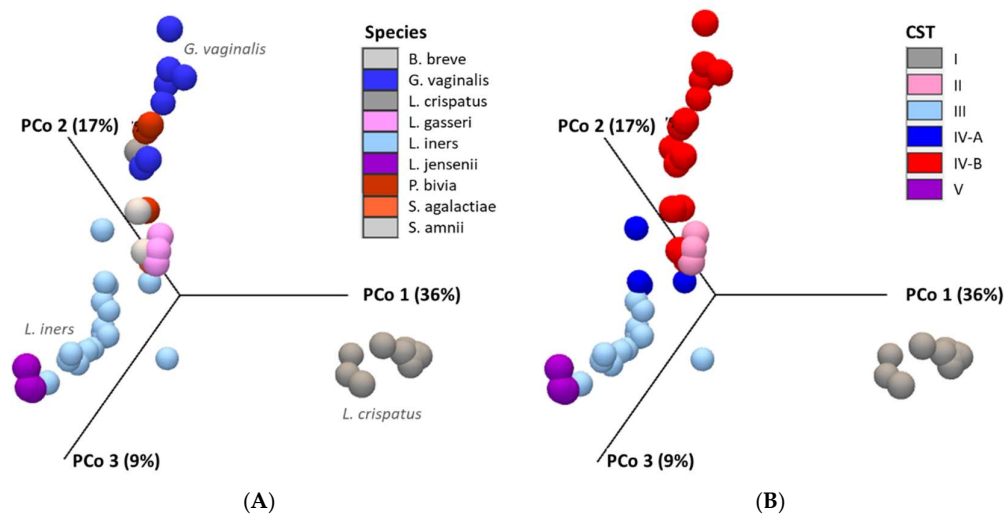 G. vaginalis
Species
B. breve
G. vaginalis
L. crispatus
L. gasseri
L. iners
L. jensenii
P. bivia
S. agalactiae
S. amnii
PCo 2 (17%)
PCo 1 (36%)
L. iners
L. crispatus
PCo 3 (9%)
(A)
CST
I
II
III
IV-A
IV-B
V
PCo 2 (17%)
PCo 1 (36%)
PCo 3 (9%)
(B)